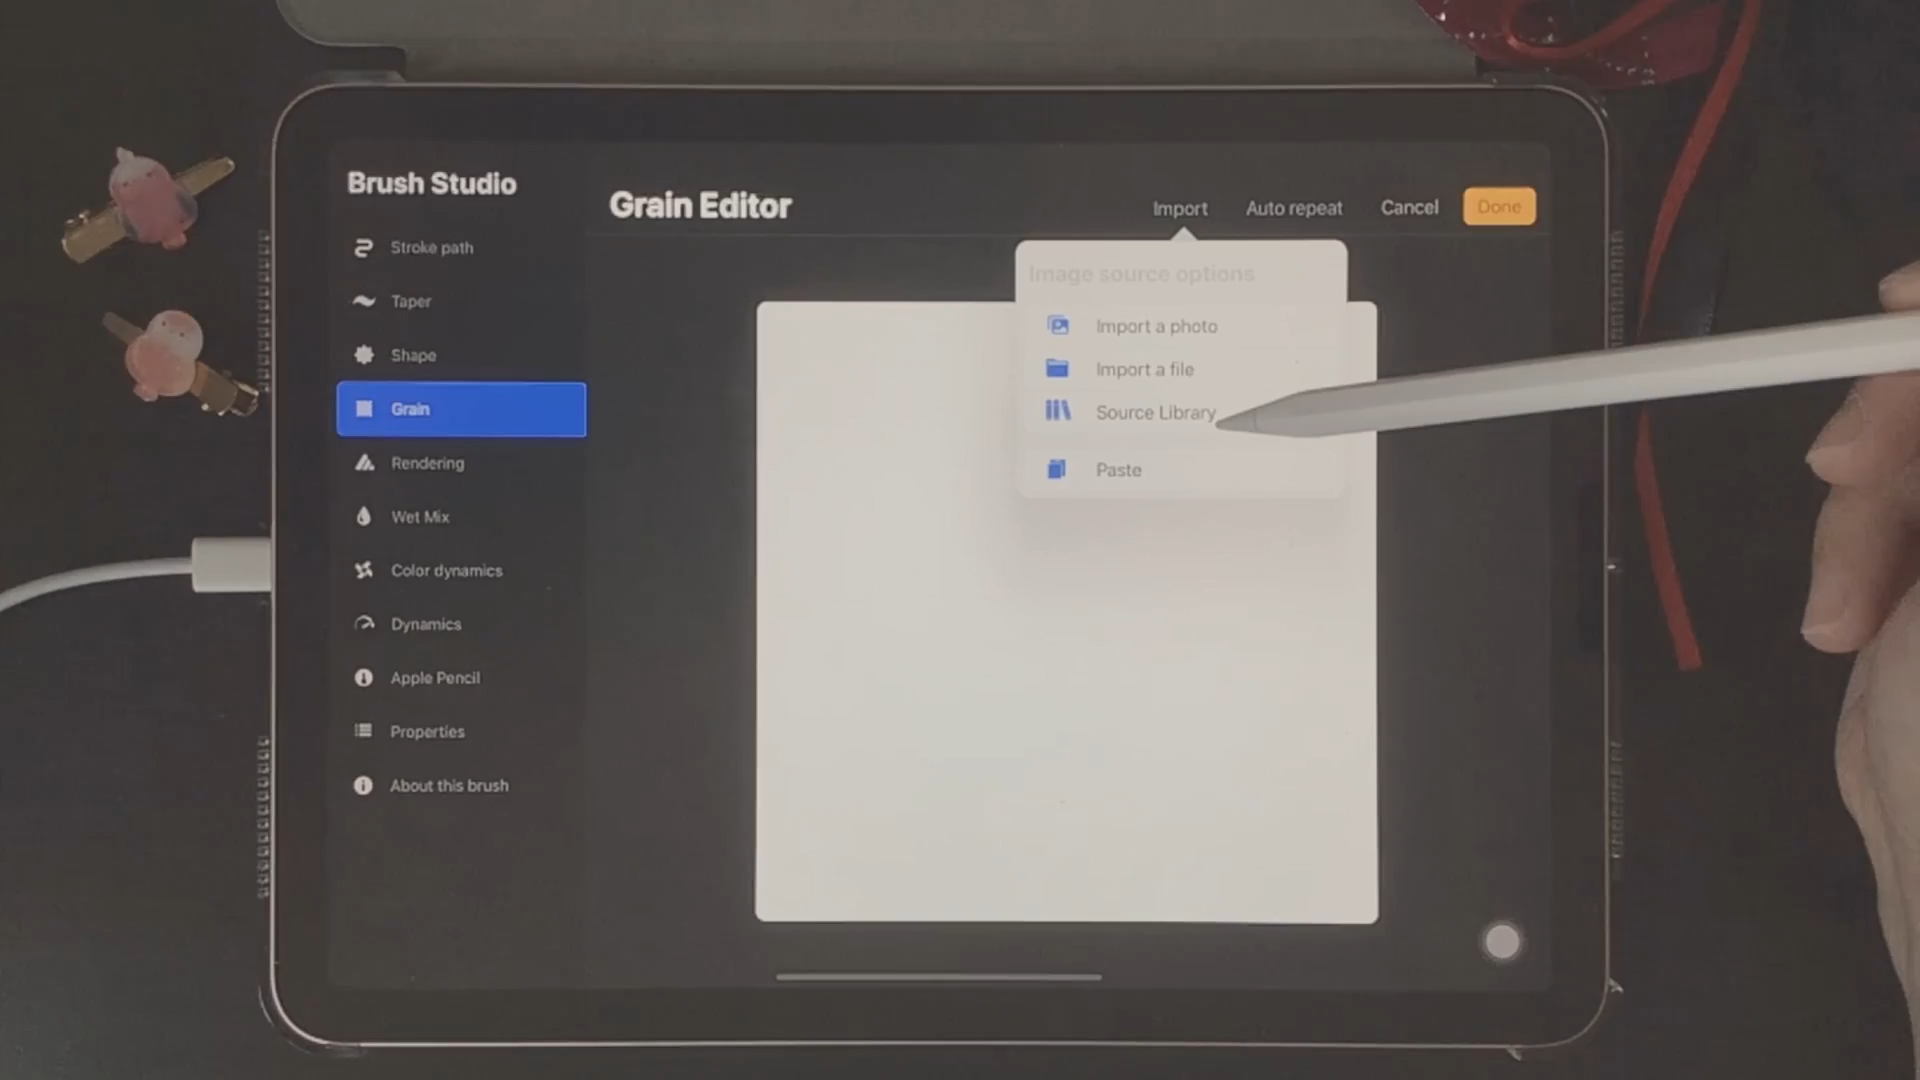 Brush Studio
Stroke path
Taper
Shape
Grain
Rendering
Wet Mix
Color dynamics
Dynamics
Apple Pencil
Properties
About this brush
Grain Editor
Import
Auto repeat
Cancel
Done
Image source options
Import a photo
Import a file
Source Library
Paste